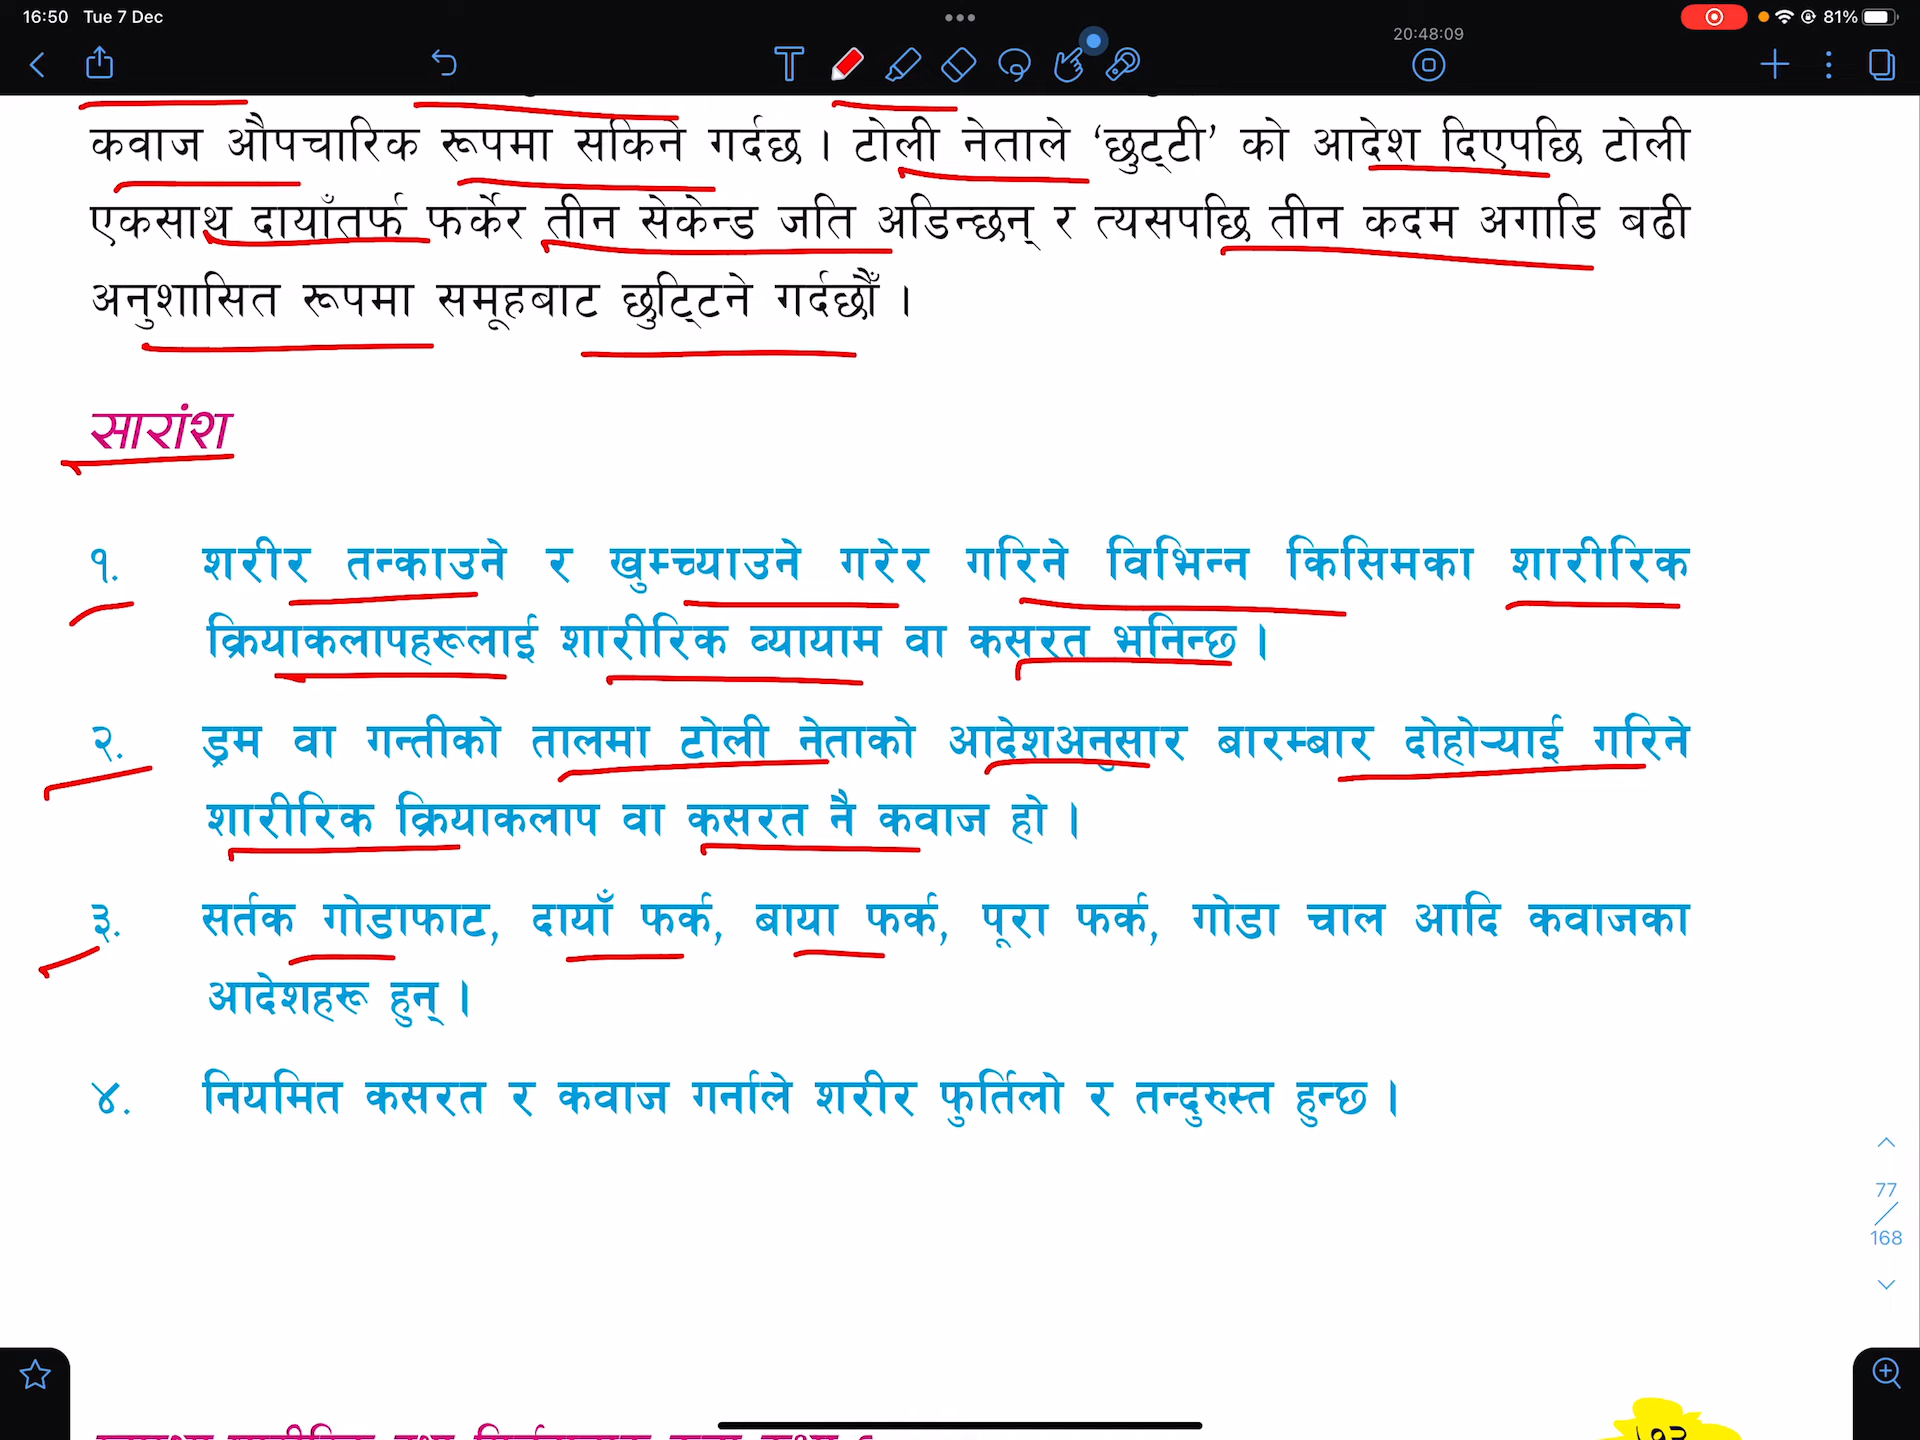 16:50 Tue 7 Dec
81%
20:48:09
कवाज औपचारिक रूपमा सकिने गर्दछ । टोली नेताले ‘छुट्टी’ को आदेश दिएपछि टोली
एकसाथ दायाँतर्फ फर्केर तीन सेकेन्ड जति अडिन्छन् र त्यसपछि तीन कदम अगाडि बढी
अनुशासित रूपमा समूहबाट छुट्टिने गर्दछौँ ।
सारांश
१. शरीर तन्काउने र खुम्च्याउने गरेर गरिने विभिन्न किसिमका शारीरिक
क्रियाकलापहरूलाई शारीरिक व्यायाम वा कसरत भनिन्छ ।
२. ड्रम वा गन्तीको तालमा टोली नेताको आदेशअनुसार बारम्बार दोहोऱ्याई गरिने
शारीरिक क्रियाकलाप वा कसरत नै कवाज हो ।
३. सर्तक गोडाफाट, दायाँ फर्क, बाया फर्क, पूरा फर्क, गोडा चाल आदि कवाजका
आदेशहरू हुन् ।
४. नियमित कसरत र कवाज गर्नाले शरीर फुर्तिलो र तन्दुरुस्त हुन्छ ।
77
168